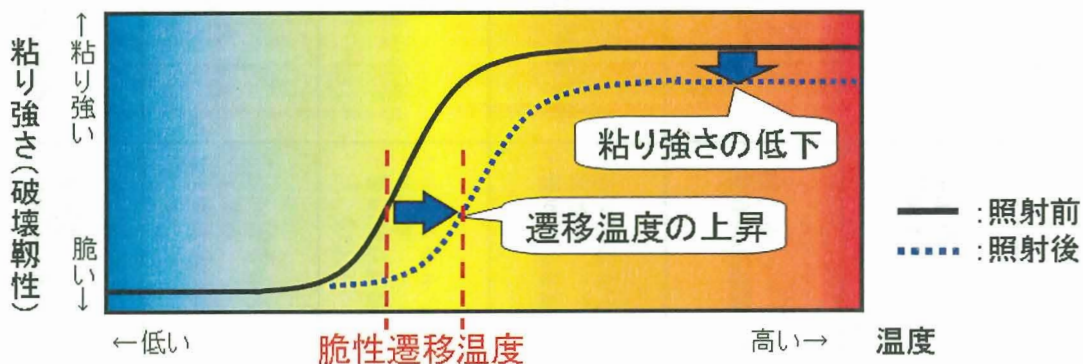 粘り強さ(破壊靱性)
↑粘り強い
脆い↓
粘り強さの低下
遷移温度の上昇
:照射前
:照射後
←低い
脆性遷移温度
高い→
温度